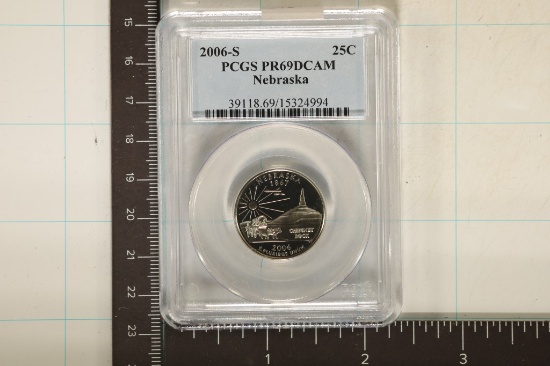 2006-S 25C
PCGS PR69DCAM
Nebraska
39118.69/15324994
NEBRASKA
1867
CHIMNEY
ROCK
2006
E PLURIBUS UNUM
15
16
17
18
19
20
21
22
23
1 2 3